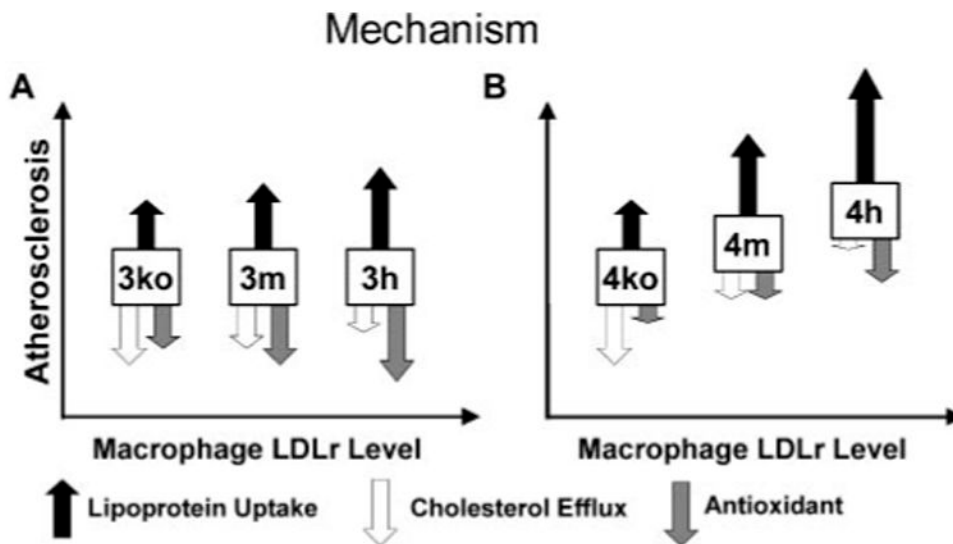 Mechanism
A
B
Atherosclerosis
3ko
3m
3h
4ko
4m
4h
Macrophage LDLr Level
Macrophage LDLr Level
Lipoprotein Uptake
Cholesterol Efflux
Antioxidant